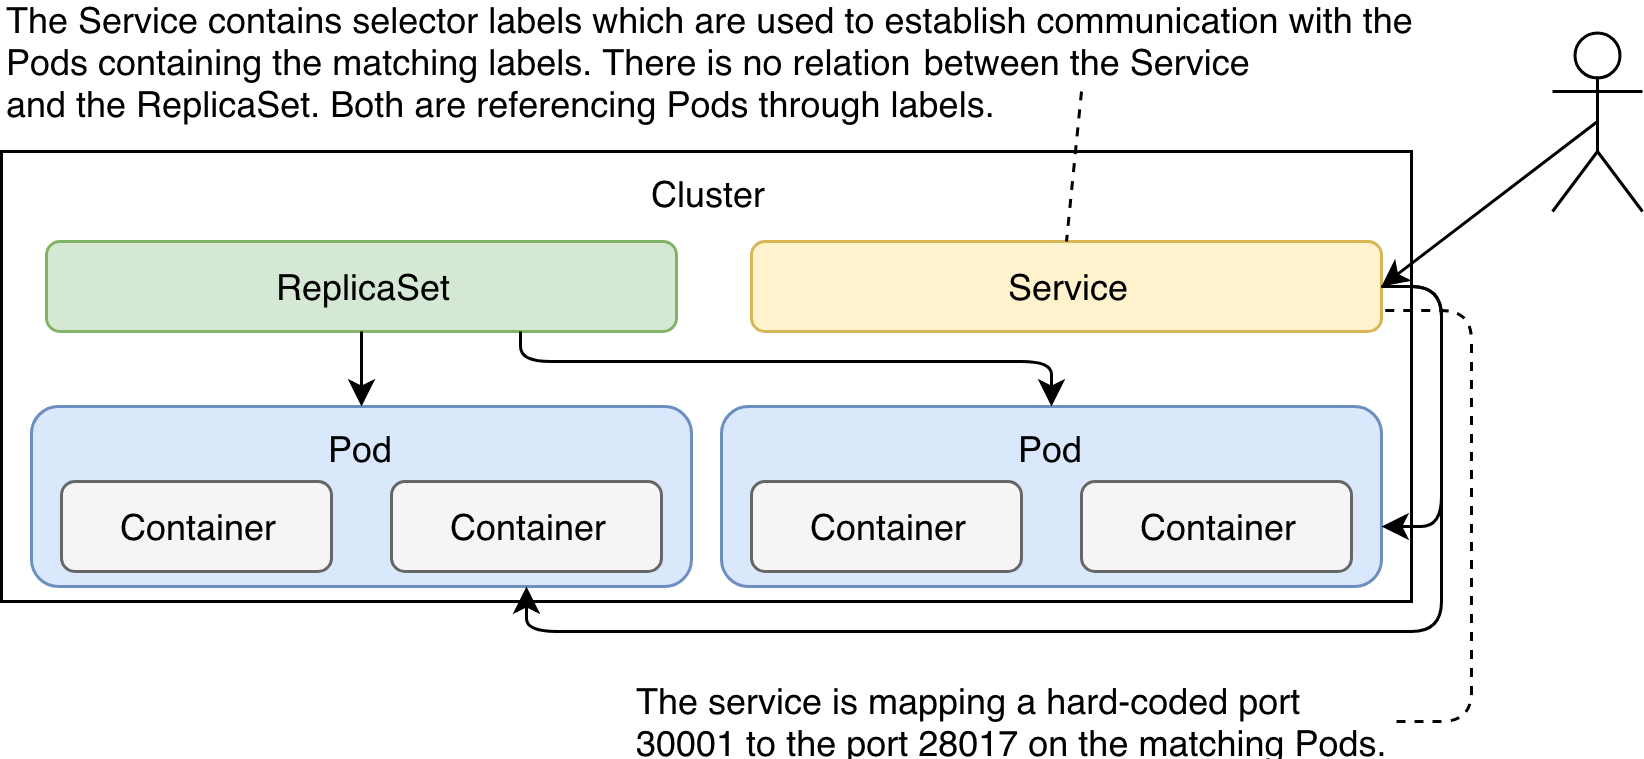 The Service contains selector labels which are used to establish communication with the
Pods containing the matching labels. There is no relation between the Service
and the ReplicaSet. Both are referencing Pods through labels.
Cluster
ReplicaSet
Service
Pod
Pod
Container
Container
Container
Container
The service is mapping a hard-coded port
30001 to the port 28017 on the matching Pods.